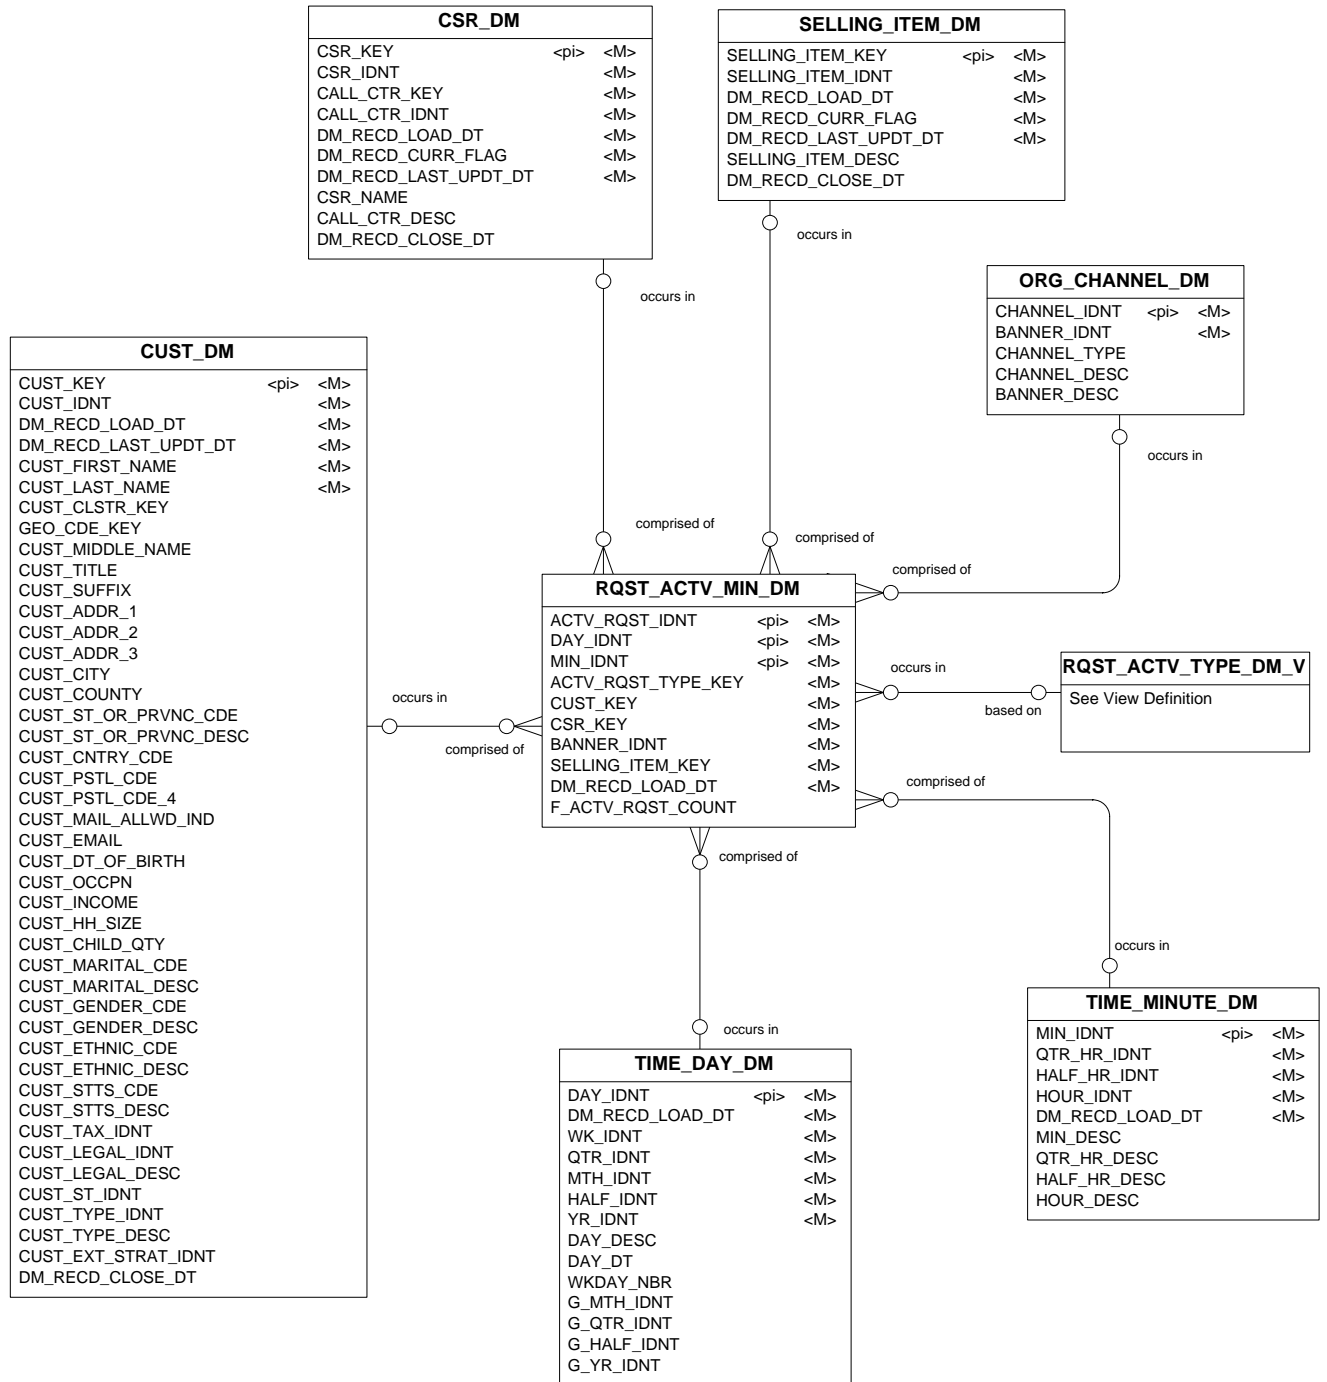 CSR_DM
CSR_KEY <pi> <M>
CSR_IDNT <M>
CALL_CTR_KEY <M>
CALL_CTR_IDNT <M>
DM_RECD_LOAD_DT <M>
DM_RECD_CURR_FLAG <M>
DM_RECD_LAST_UPDT_DT <M>
CSR_NAME
CALL_CTR_DESC
DM_RECD_CLOSE_DT
occurs in
comprised of
SELLING_ITEM_DM
SELLING_ITEM_KEY <pi> <M>
SELLING_ITEM_IDNT <M>
DM_RECD_LOAD_DT <M>
DM_RECD_CURR_FLAG <M>
DM_RECD_LAST_UPDT_DT <M>
SELLING_ITEM_DESC
DM_RECD_CLOSE_DT
occurs in
comprised of
ORG_CHANNEL_DM
CHANNEL_IDNT <pi> <M>
BANNER_IDNT <M>
CHANNEL_TYPE
CHANNEL_DESC
BANNER_DESC
occurs in
comprised of
CUST_DM
CUST_KEY <pi> <M>
CUST_IDNT <M>
DM_RECD_LOAD_DT <M>
DM_RECD_LAST_UPDT_DT <M>
CUST_FIRST_NAME <M>
CUST_LAST_NAME <M>
CUST_CLSTR_KEY
GEO_CDE_KEY
CUST_MIDDLE_NAME
CUST_TITLE
CUST_SUFFIX
CUST_ADDR_1
CUST_ADDR_2
CUST_ADDR_3
CUST_CITY
CUST_COUNTY
CUST_ST_OR_PRVNC_CDE
CUST_ST_OR_PRVNC_DESC
CUST_CNTRY_CDE
CUST_PSTL_CDE
CUST_PSTL_CDE_4
CUST_MAIL_ALLWD_IND
CUST_EMAIL
CUST_DT_OF_BIRTH
CUST_OCCPN
CUST_INCOME
CUST_HH_SIZE
CUST_CHILD_QTY
CUST_MARITAL_CDE
CUST_MARITAL_DESC
CUST_GENDER_CDE
CUST_GENDER_DESC
CUST_ETHNIC_CDE
CUST_ETHNIC_DESC
CUST_STTS_CDE
CUST_STTS_DESC
CUST_TAX_IDNT
CUST_LEGAL_IDNT
CUST_LEGAL_DESC
CUST_ST_IDNT
CUST_TYPE_IDNT
CUST_TYPE_DESC
CUST_EXT_STRAT_IDNT
DM_RECD_CLOSE_DT
occurs in
comprised of
RQST_ACTV_MIN_DM
ACTV_RQST_IDNT <pi> <M>
DAY_IDNT <pi> <M>
MIN_IDNT <pi> <M>
ACTV_RQST_TYPE_KEY <M>
CUST_KEY <M>
CSR_KEY <M>
BANNER_IDNT <M>
SELLING_ITEM_KEY <M>
DM_RECD_LOAD_DT <M>
F_ACTV_RQST_COUNT
occurs in
based on
RQST_ACTV_TYPE_DM_V
See View Definition
comprised of
occurs in
comprised of
occurs in
TIME_DAY_DM
DAY_IDNT <pi> <M>
DM_RECD_LOAD_DT <M>
WK_IDNT <M>
QTR_IDNT <M>
MTH_IDNT <M>
HALF_IDNT <M>
YR_IDNT <M>
DAY_DESC
DAY_DT
WKDAY_NBR
G_MTH_IDNT
G_QTR_IDNT
G_HALF_IDNT
G_YR_IDNT
TIME_MINUTE_DM
MIN_IDNT <pi> <M>
QTR_HR_IDNT <M>
HALF_HR_IDNT <M>
HOUR_IDNT <M>
DM_RECD_LOAD_DT <M>
MIN_DESC
QTR_HR_DESC
HALF_HR_DESC
HOUR_DESC